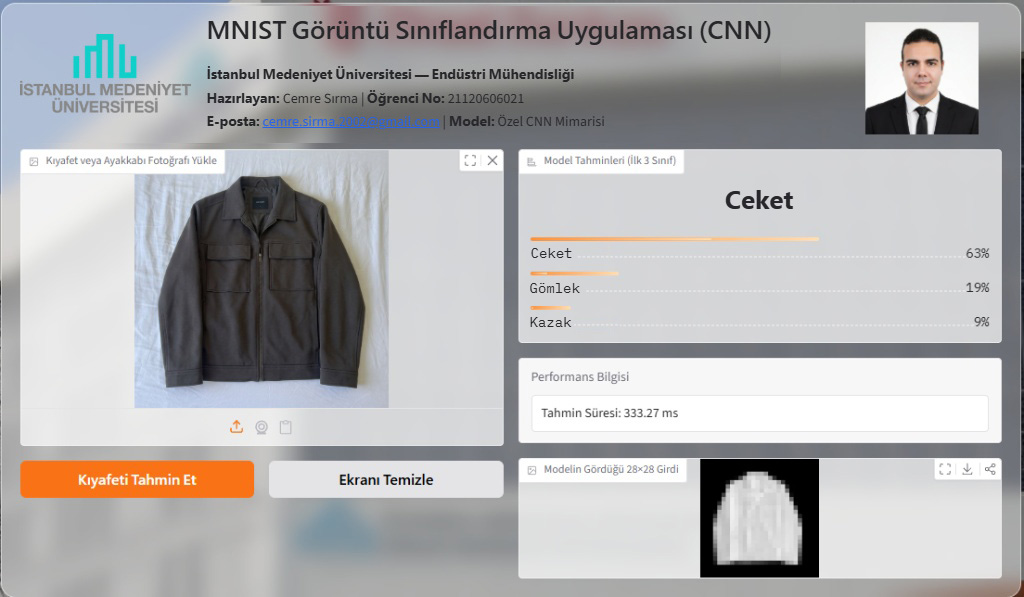 MNIST Görüntü Sınıflandırma Uygulaması (CNN)
İSTANBUL MEDENİYET
ÜNİVERSİTESİ
İstanbul Medeniyet Üniversitesi — Endüstri Mühendisliği
Hazırlayan: Cemre Sırma | Öğrenci No: 21120606021
E-posta: | Model: Özel CNN Mimarisi
Kıyafet veya Ayakkabı Fotoğrafı Yükle
Kıyafeti Tahmin Et
Ekranı Temizle
Model Tahminleri (İlk 3 Sınıf)
Ceket
Ceket 63%
Gömlek 19%
Kazak 9%
Performans Bilgisi
Tahmin Süresi: 333.27 ms
Modelin Gördüğü 28×28 Girdi